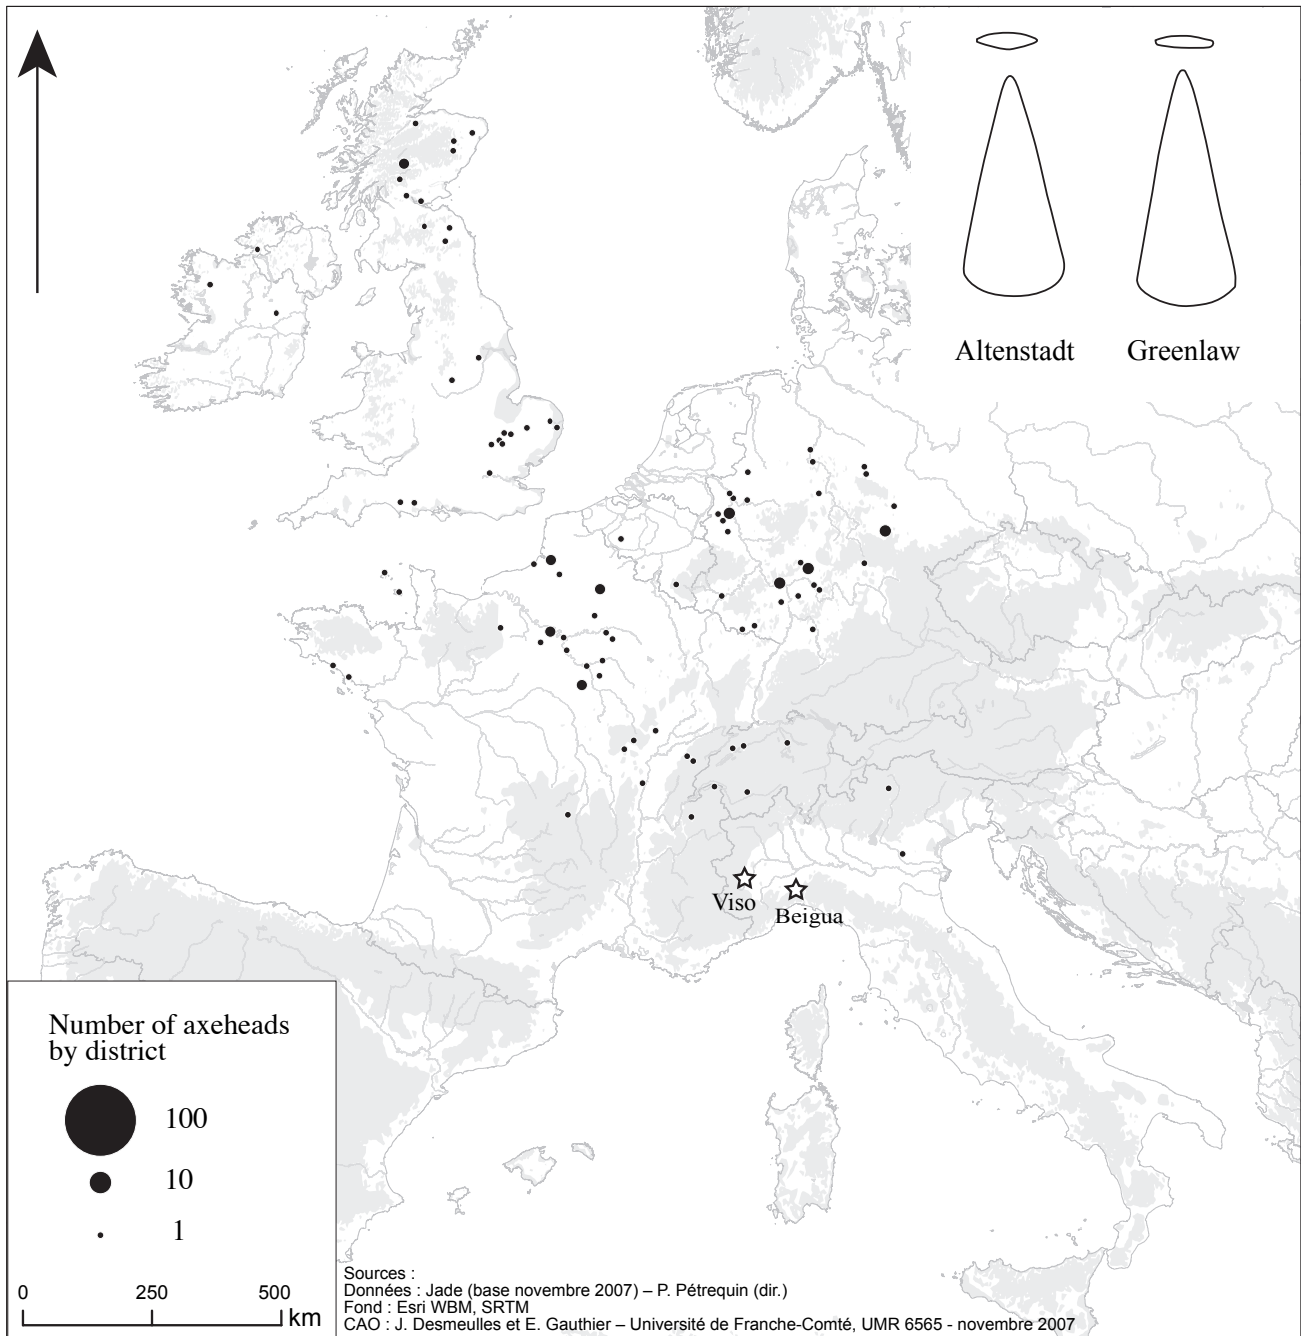 Altenstadt
Greenlaw
Viso
Beigua
Number of axeheads
by district
100
10
1
0 250 500
km
Sources :
Données : Jade (base novembre 2007) – P. Pétrequin (dir.)
Fond : Esri WBM, SRTM
CAO : J. Desmeulles et E. Gauthier – Université de Franche-Comté, UMR 6565 - novembre 2007